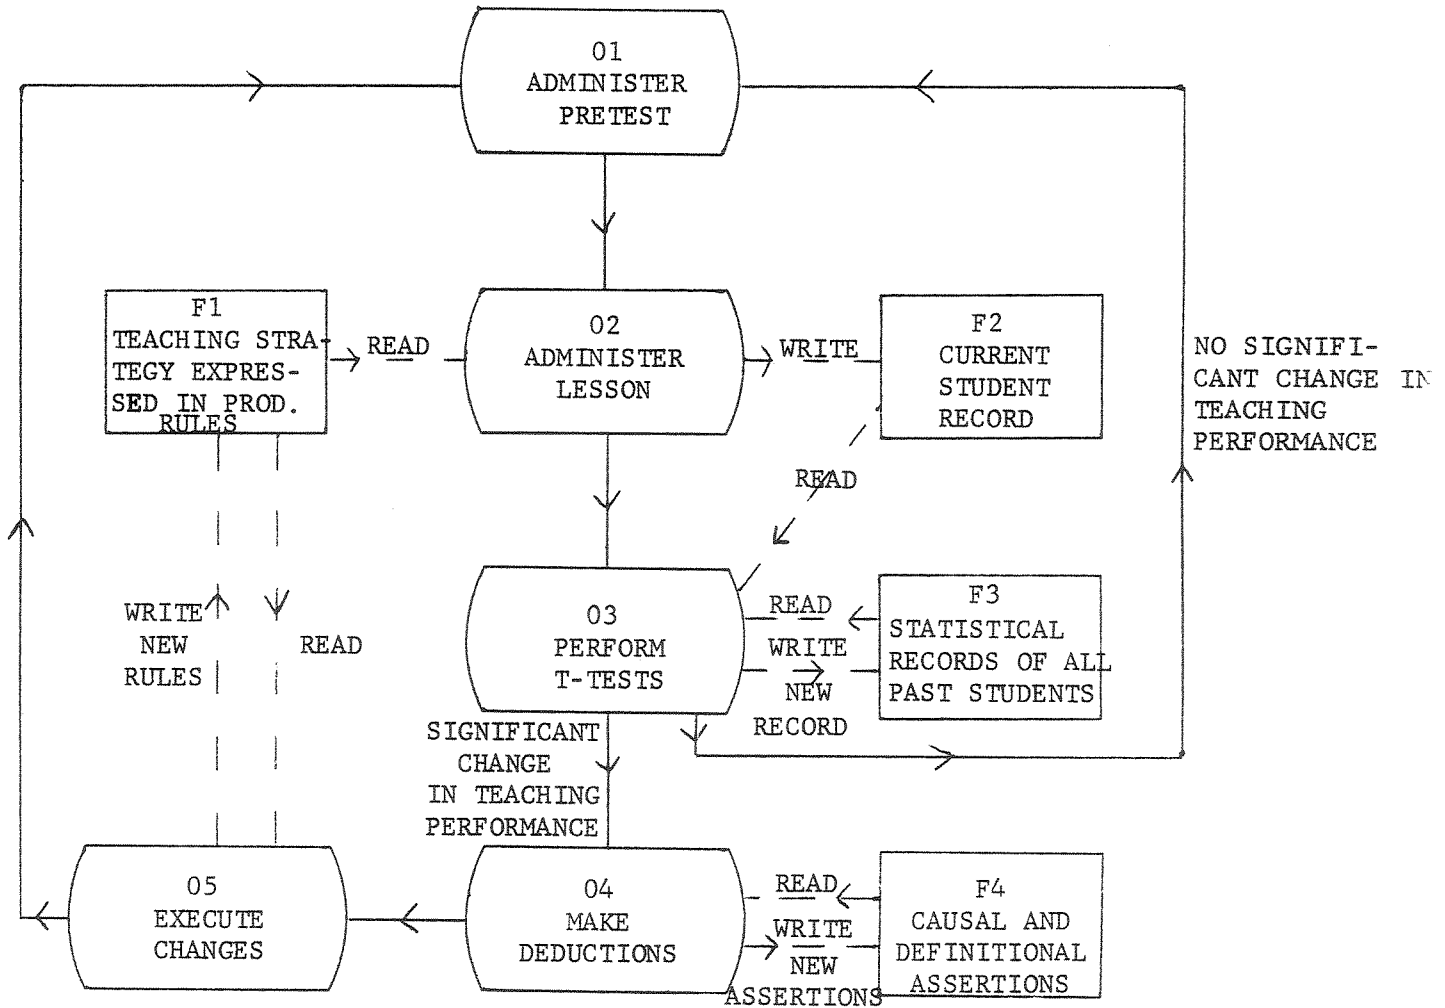 01
ADMINISTER
PRETEST
F1
TEACHING STRA-
TEGY EXPRES-
SED IN PROD.
RULES
READ
02
ADMINISTER
LESSON
WRITE
F2
CURRENT
STUDENT
RECORD
NO SIGNIFI-
CANT CHANGE IN
TEACHING
PERFORMANCE
READ
WRITE
NEW
RULES
READ
03
PERFORM
T-TESTS
READ
WRITE
NEW
RECORD
F3
STATISTICAL
RECORDS OF ALL
PAST STUDENTS
SIGNIFICANT
CHANGE
IN TEACHING
PERFORMANCE
05
EXECUTE
CHANGES
04
MAKE
DEDUCTIONS
READ
WRITE
NEW
ASSERTIONS
F4
CAUSAL AND
DEFINITIONAL
ASSERTIONS